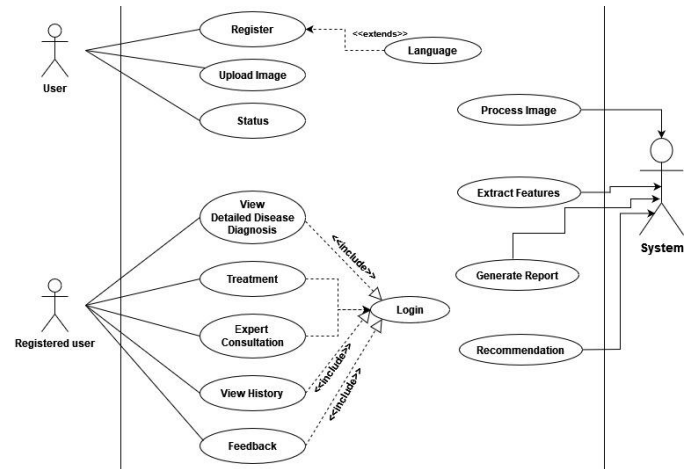 Register
<<extends>>
Language
User
Upload Image
Status
Process Image
Extract Features
System
View
Detailed Disease
Diagnosis
<<include>>
Treatment
Generate Report
Login
Registered user
Expert
Consultation
Recommendation
<<include>>
View History
<<include>>
Feedback